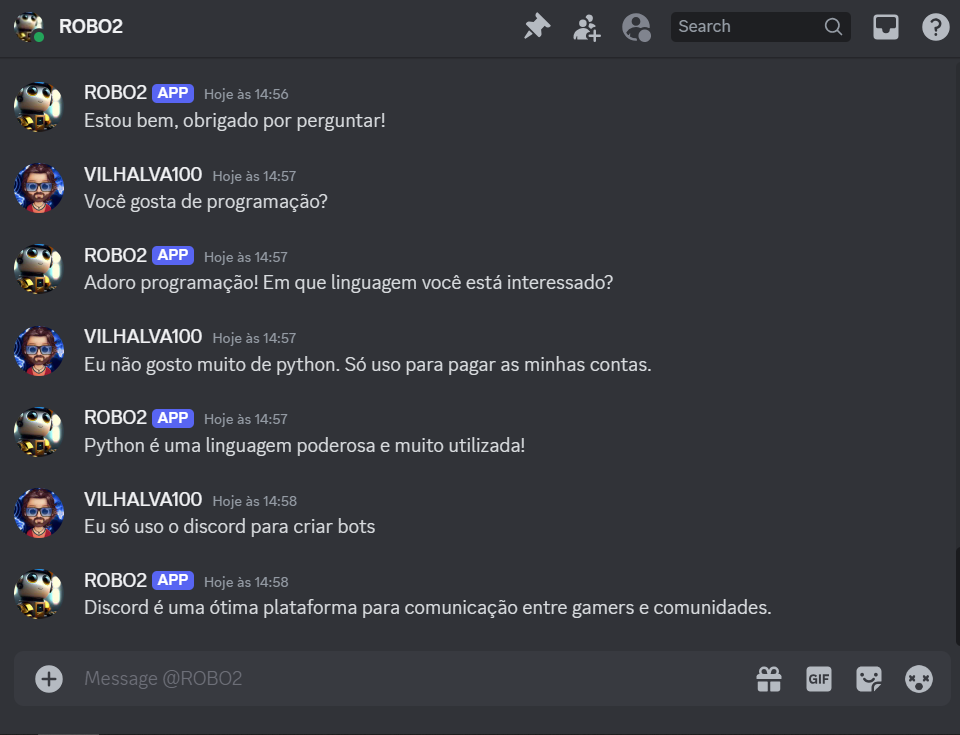 ROBO2
Search
ROBO2 APP Hoje às 14:56
Estou bem, obrigado por perguntar!
VILHALVA100 Hoje às 14:57
Você gosta de programação?
ROBO2 APP Hoje às 14:57
Adoro programação! Em que linguagem você está interessado?
VILHALVA100 Hoje às 14:57
Eu não gosto muito de python. Só uso para pagar as minhas contas.
ROBO2 APP Hoje às 14:57
Python é uma linguagem poderosa e muito utilizada!
VILHALVA100 Hoje às 14:58
Eu só uso o discord para criar bots
ROBO2 APP Hoje às 14:58
Discord é uma ótima plataforma para comunicação entre gamers e comunidades.
Message @ROBO2
GIF